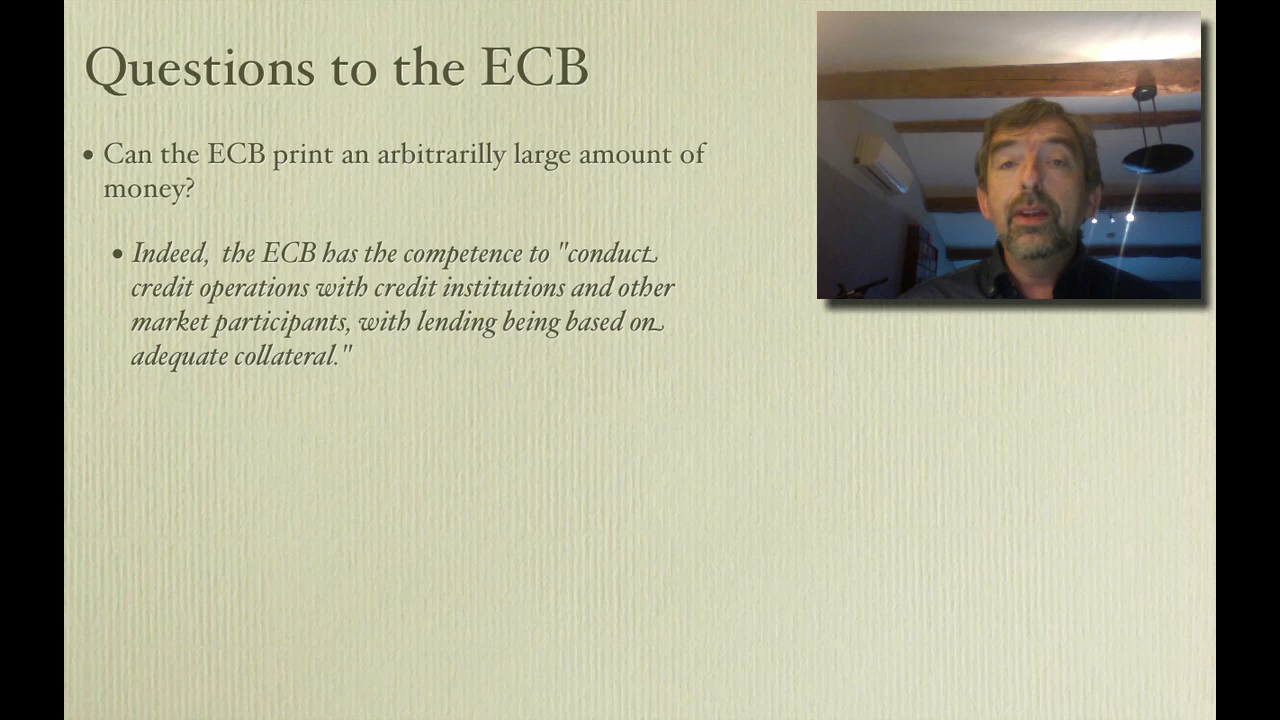 Questions to the ECB
• Can the ECB print an arbitrarilly large amount of
money?
• Indeed,  the ECB has the competence to "conduct
credit operations with credit institutions and other
market participants, with lending being based on
adequate collateral."